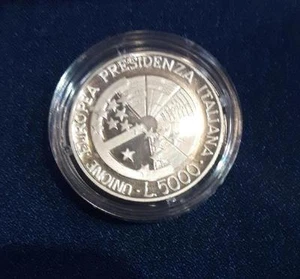 UNIONE EUROPEA PRESIDENZA ITALIANA · L.5000 ·